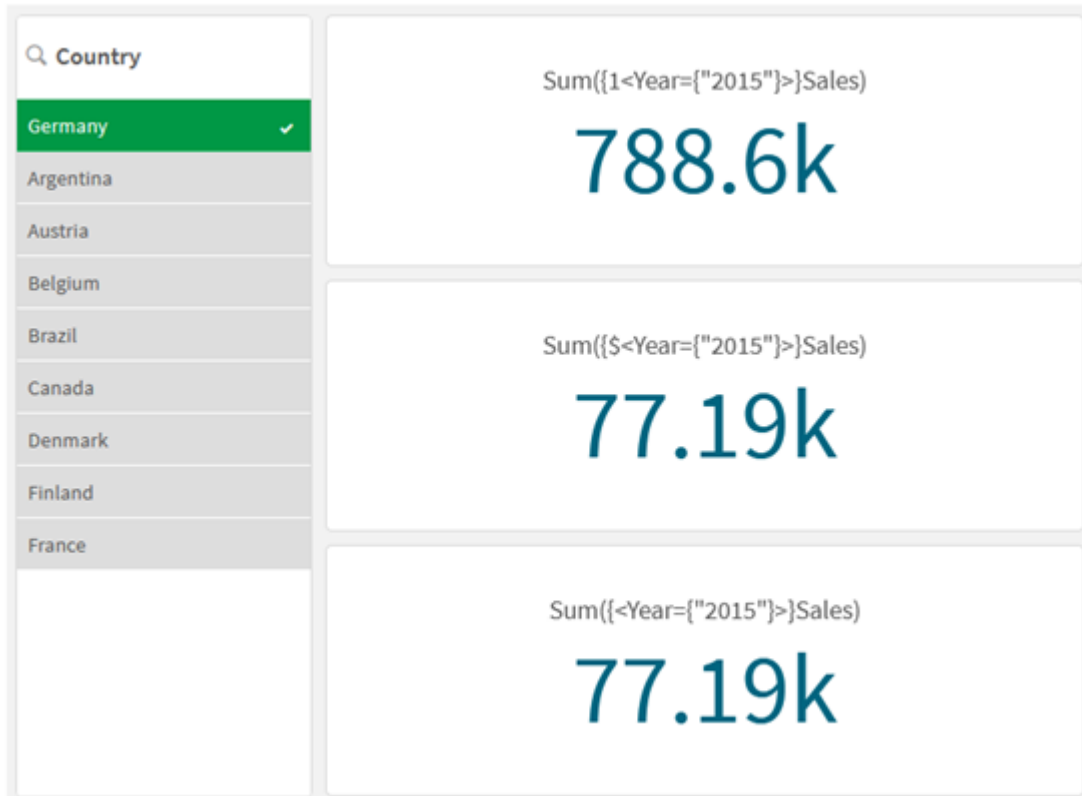 Country
Germany
Argentina
Austria
Belgium
Brazil
Canada
Denmark
Finland
France
Sum({1<Year={"2015"}>}Sales)
788.6k
Sum({$<Year={"2015"}>}Sales)
77.19k
Sum({<Year={"2015"}>}Sales)
77.19k